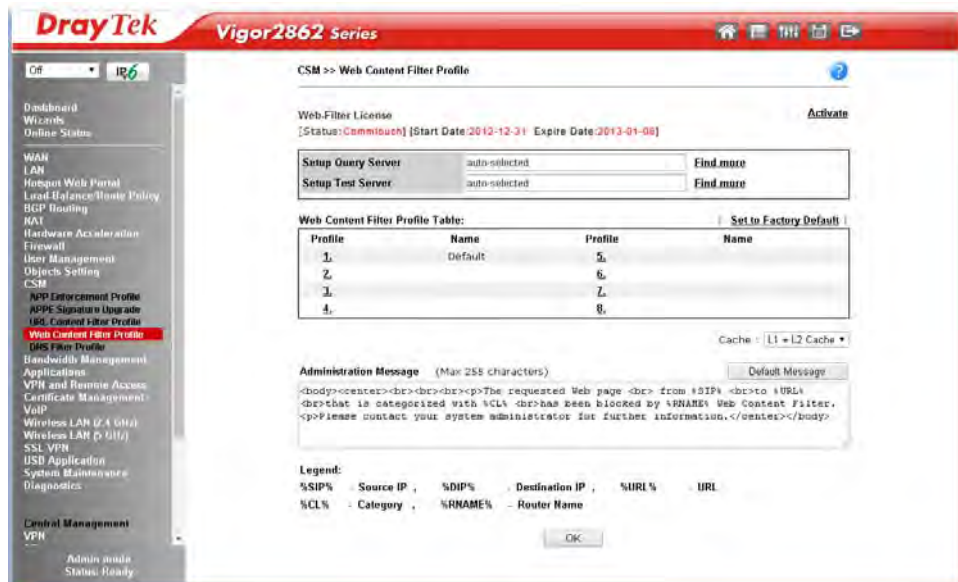 DrayTek
Vigor2862 Series
Off
IPv6
Dashboard
Wizards
Online Status
WAN
LAN
Hotspot Web Portal
Load-Balance/Route Policy
BGP Routing
NAT
Hardware Acceleration
Firewall
User Management
Objects Setting
CSM
APP Enforcement Profile
APPE Signature Upgrade
URL Content Filter Profile
Web Content Filter Profile
DNS Filter Profile
Bandwidth Management
Applications
VPN and Remote Access
Certificate Management
VoIP
Wireless LAN (2.4 GHz)
Wireless LAN (5 GHz)
SSL VPN
USB Application
System Maintenance
Diagnostics
Central Management
VPN
Admin mode
Status: Ready
CSM >> Web Content Filter Profile
Web-Filter License
Activate
[Status:Commtouch] [Start Date:2012-12-31 Expire Date:2013-01-08]
Setup Query Server auto-selected Find more
Setup Test Server auto-selected Find more
Web Content Filter Profile Table: | Set to Factory Default |
Profile Name Profile Name
1. Default 5.
2. 6.
3. 7.
4. 8.
Cache : L1 + L2 Cache
Administration Message (Max 255 characters) Default Message
<body><center><br><br><br><p>The requested Web page <br> from %SIP% <br>to %URL%
<br>that is categorized with %CL% <br>has been blocked by %RNAME% Web Content Filter.
<p>Please contact your system administrator for further information.</center></body>
Legend:
%SIP% - Source IP , %DIP% - Destination IP , %URL% - URL
%CL% - Category , %RNAME% - Router Name
OK